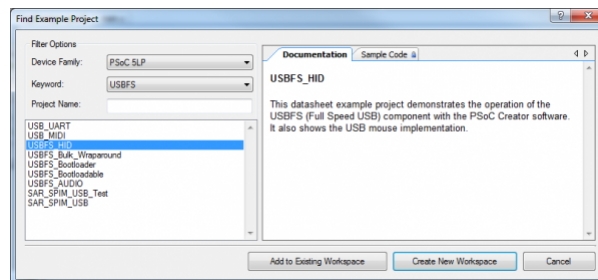 Find Example Project
Filter Options
Device Family: PSoC 5LP
Keyword: USBFS
Project Name:
USB_UART
USB_MIDI
USBFS_HID
USBFS_Bulk_Wraparound
USBFS_Bootloader
USBFS_Bootloadable
USBFS_AUDIO
SAR_SPIM_USB_Test
SAR_SPIM_USB
Documentation Sample Code
USBFS_HID
This datasheet example project demonstrates the operation of the
USBFS (Full Speed USB) component with the PSoC Creator software.
It also shows the USB mouse implementation.
Add to Existing Workspace Create New Workspace Cancel